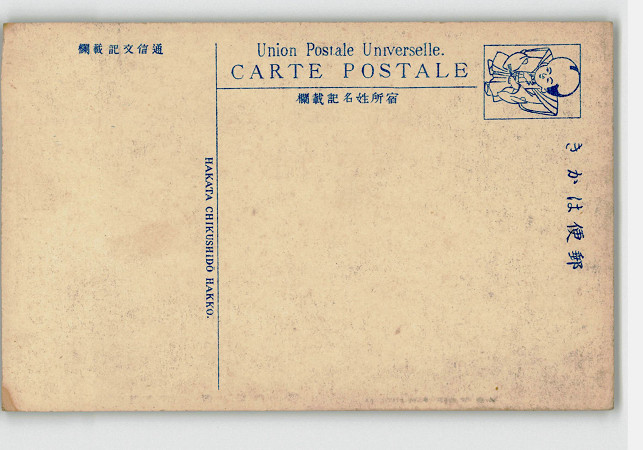 通信文記載欄
Union Postale Universelle.
CARTE POSTALE
宿所姓名記載欄
郵便はかき
HAKATA CHIKUSHIDŌ HAKKO.